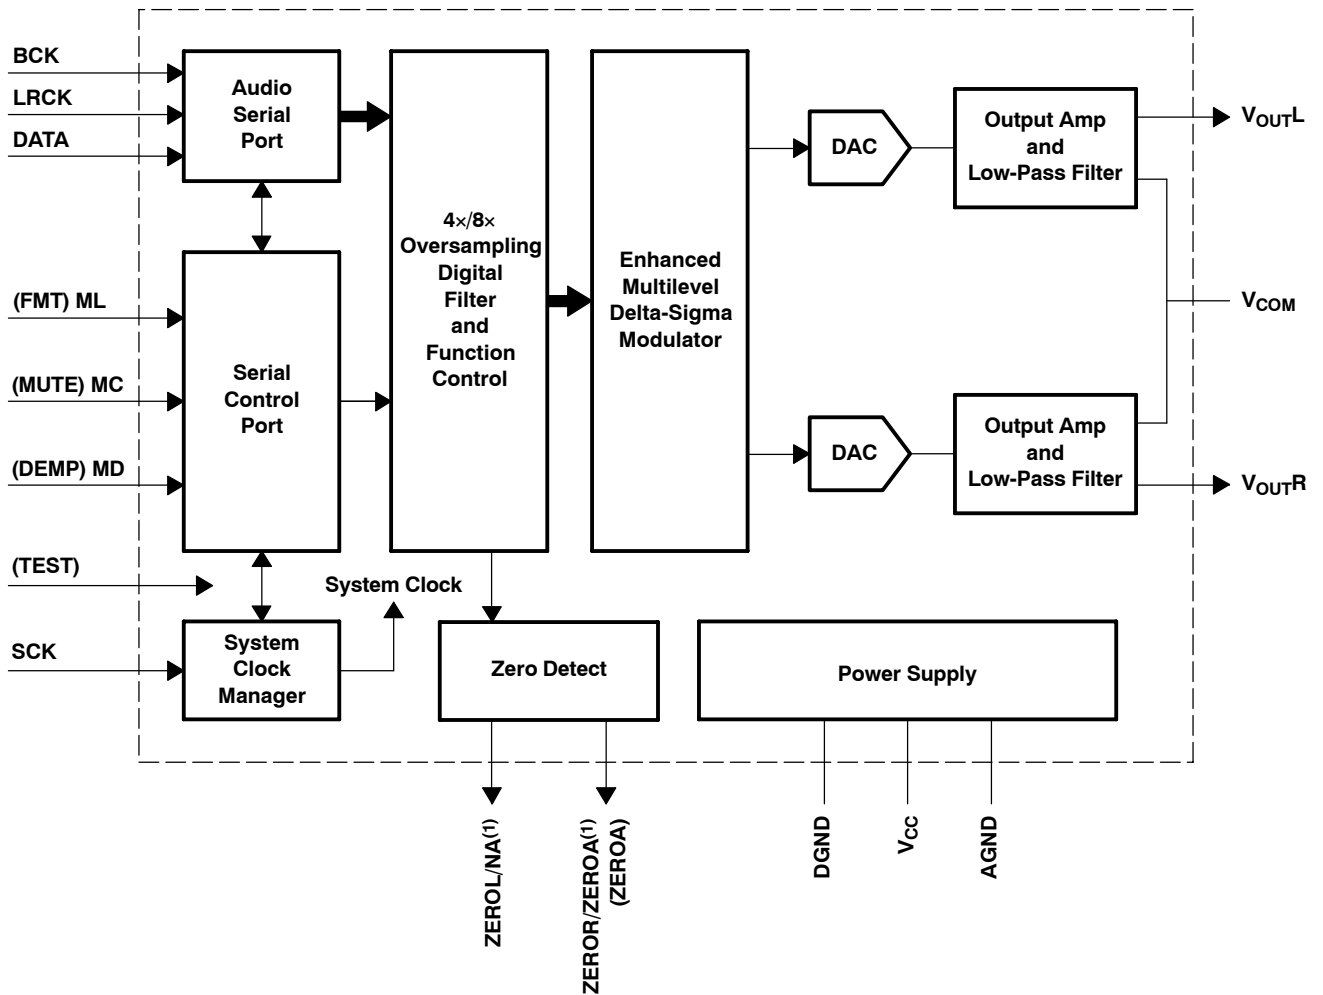 BCK
LRCK
DATA
Audio
Serial
Port
(FMT) ML
(MUTE) MC
(DEMP) MD
Serial
Control
Port
(TEST)
SCK
System
Clock
Manager
System Clock
4×/8×
Oversampling
Digital
Filter
and
Function
Control
Enhanced
Multilevel
Delta-Sigma
Modulator
DAC
Output Amp
and
Low-Pass Filter
VOUTL
VCOM
DAC
Output Amp
and
Low-Pass Filter
VOUTR
Zero Detect
Power Supply
ZEROL/NA(1)
ZEROR/ZEROA(1)
(ZEROA)
DGND
VCC
AGND